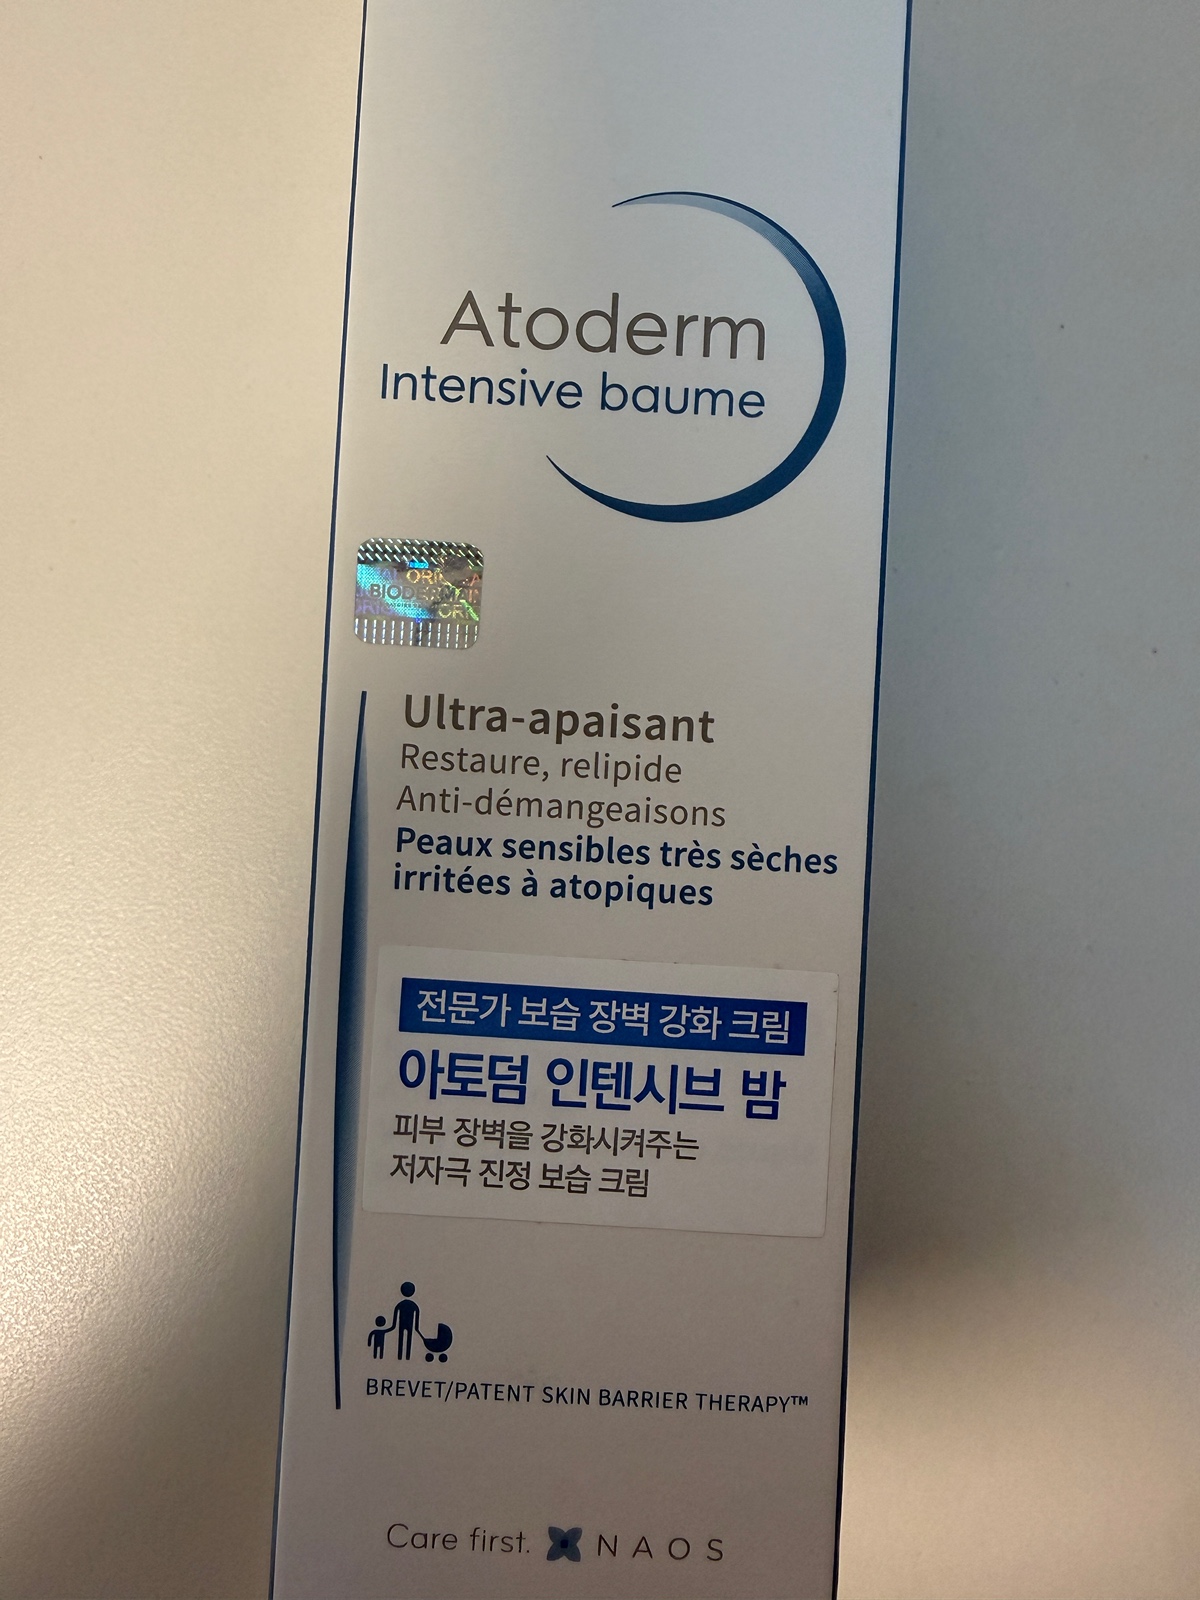 Atoderm
Intensive baume
BIODERMA
Ultra-apaisant
Restaure, relipide
Anti-démangeaisons
Peaux sensibles très sèches
irritées à atopiques
전문가 보습 장벽 강화 크림
아토덤 인텐시브 밤
피부 장벽을 강화시켜주는
저자극 진정 보습 크림
BREVET/PATENT SKIN BARRIER THERAPY™
Care first. NAOS